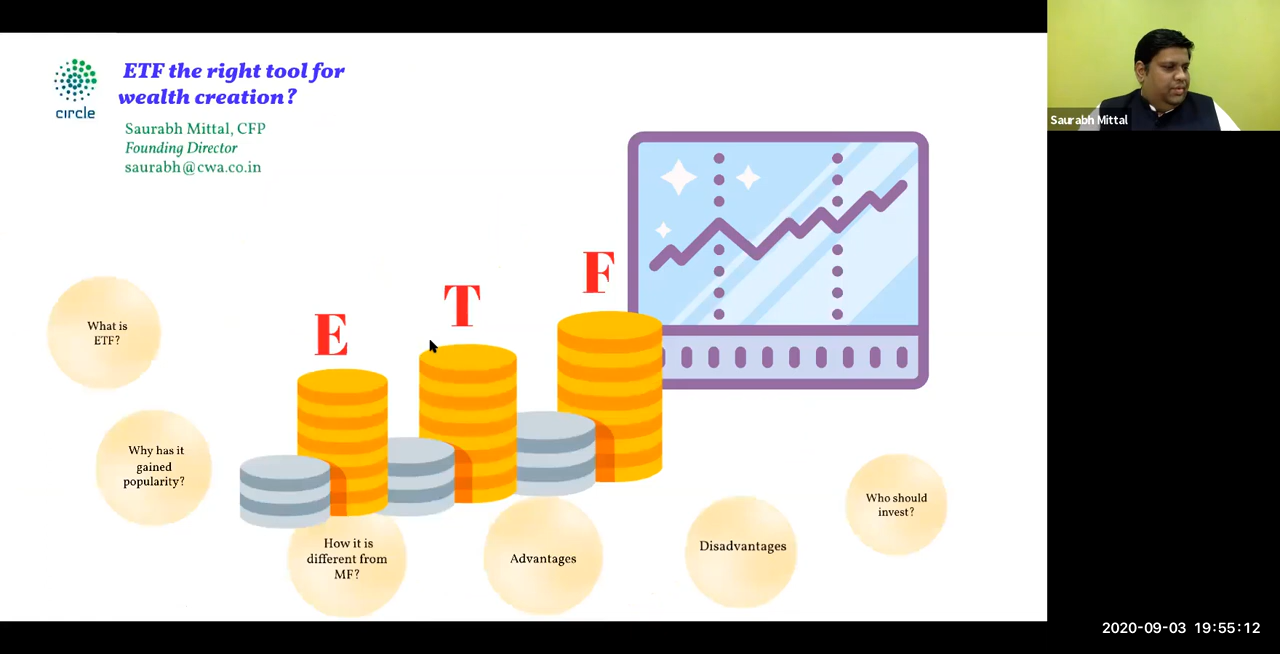 ETF the right tool for
wealth creation?
circle
Saurabh Mittal, CFP
Founding Director
saurabh@cwa.co.in
Saurabh Mittal
E
T
F
What is
ETF?
Why has it
gained
popularity?
How it is
different from
MF?
Advantages
Disadvantages
Who should
invest?
2020-09-03 19:55:12